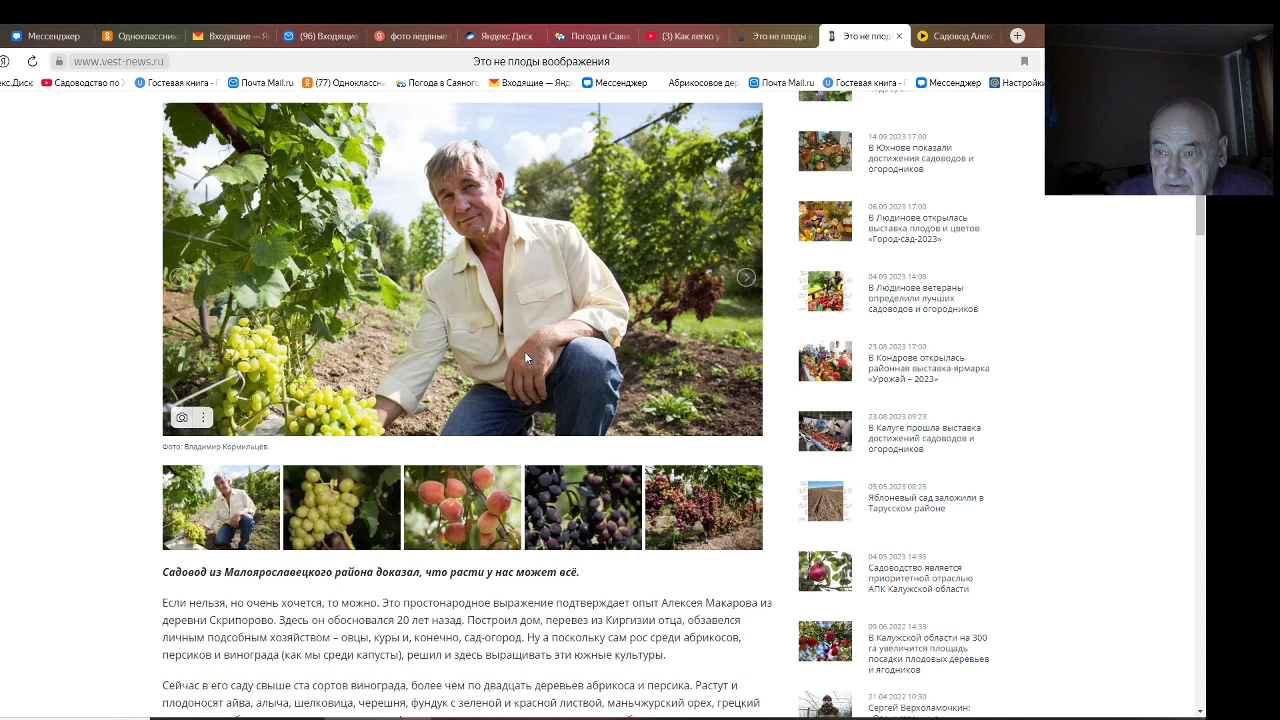 Мессенджер
Одноклассник
Входящие — Я
(96) Входящие
фото ледяные
Яндекс Диск
Погода в Саян
(3) Как легко у
Это не плоды в
Это не плод
Садовод Алекс
www.vest-news.ru
Это не плоды воображения
кс.Диск
Садоводство по
Гостевая книга - Г
Почта Mail.ru
(77) Одноклассн
Погода в Саяного
Входящие — Янд
Мессенджер
Абрикосовое дер
Почта Mail.ru
Гостевая книга - Г
Мессенджер
Настройки
Фото: Владимир Кормильцев.
Садовод из Малоярославецкого района доказал, что расти у нас может всё.
Если нельзя, но очень хочется, то можно. Это простонародное выражение подтверждает опыт Алексея Макарова из
деревни Скрипорово. Здесь он обосновался 20 лет назад. Построил дом, перевез из Киргизии отца, обзавелся
личным подсобным хозяйством – овцы, куры и, конечно, сад-огород. Ну а поскольку сам рос среди абрикосов,
персиков и винограда (как мы среди капусты), решил и здесь выращивать эти южные культуры.
Сейчас в его саду свыше ста сортов винограда, более чем по двадцать деревьев абрикоса и персика. Растут и
плодоносят айва, алыча, шелковица, черешня, фундук с зеленой и красной листвой, маньчжурский орех, грецкий
14.09.2023 17:00
В Юхнове показали
достижения садоводов и
огородников
06.09.2023 17:00
В Людинове открылась
выставка плодов и цветов
«Город-сад-2023»
04.09.2023 14:08
В Людинове ветераны
определили лучших
садоводов и огородников
23.08.2023 17:00
В Кондрове открылась
районная выставка-ярмарка
«Урожай – 2023»
23.08.2023 09:23
В Калуге прошла выставка
достижений садоводов и
огородников
05.05.2023 08:25
Яблоневый сад заложили в
Тарусском районе
04.05.2023 14:35
Садоводство является
приоритетной отраслью
АПК Калужской области
09.06.2022 14:33
В Калужской области на 300
га увеличится площадь
посадки плодовых деревьев
и ягодников
21.04.2022 10:30
Сергей Верхоламочкин: